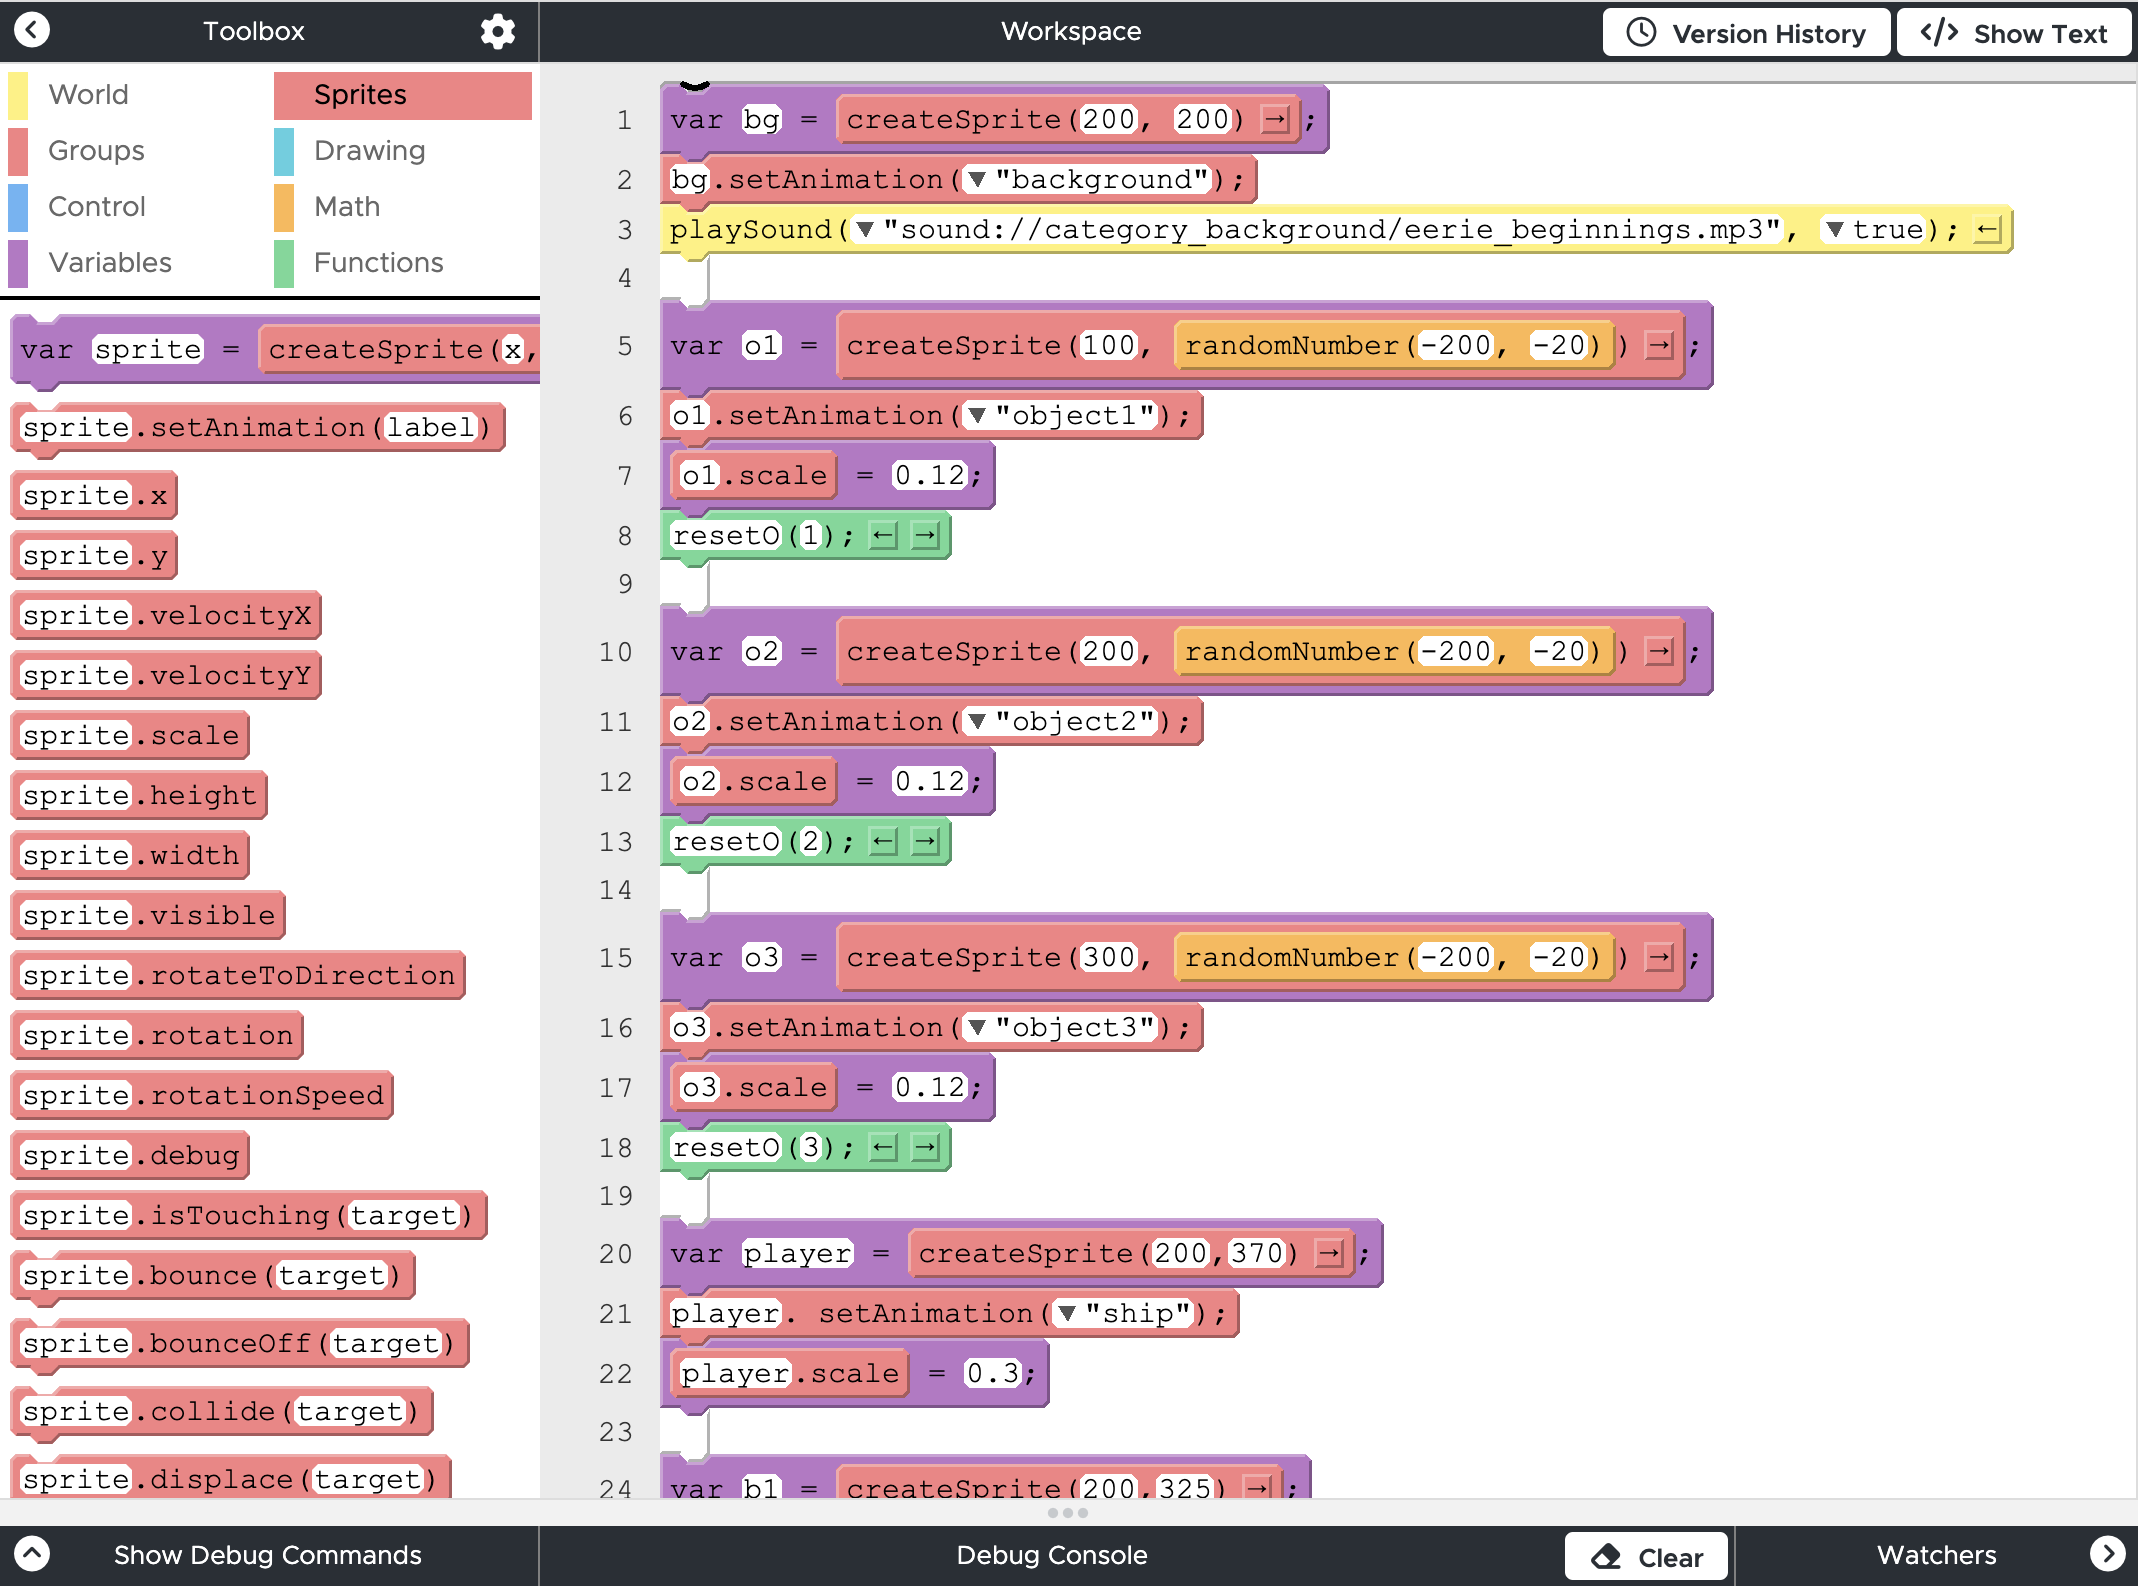 Toolbox
Workspace
Version History
</> Show Text
World
Sprites
Groups
Drawing
Control
Math
Variables
Functions
var sprite = createSprite(x,
sprite.setAnimation(label)
sprite.x
sprite.y
sprite.velocityX
sprite.velocityY
sprite.scale
sprite.height
sprite.width
sprite.visible
sprite.rotateToDirection
sprite.rotation
sprite.rotationSpeed
sprite.debug
sprite.isTouching(target)
sprite.bounce(target)
sprite.bounceOff(target)
sprite.collide(target)
sprite.displace(target)
1 var bg = createSprite(200, 200) → ;
2 bg.setAnimation(▼ "background");
3 playSound(▼ "sound://category_background/eerie_beginnings.mp3", ▼ true); ←
4
5 var o1 = createSprite(100, randomNumber(-200, -20)) → ;
6 o1.setAnimation(▼ "object1");
7 o1.scale = 0.12;
8 resetO(1); ← →
9
10 var o2 = createSprite(200, randomNumber(-200, -20)) → ;
11 o2.setAnimation(▼ "object2");
12 o2.scale = 0.12;
13 resetO(2); ← →
14
15 var o3 = createSprite(300, randomNumber(-200, -20)) → ;
16 o3.setAnimation(▼ "object3");
17 o3.scale = 0.12;
18 resetO(3); ← →
19
20 var player = createSprite(200,370) → ;
21 player. setAnimation(▼ "ship");
22 player.scale = 0.3;
23
24 var b1 = createSprite(200,325) → ;
Show Debug Commands
Debug Console
Clear
Watchers